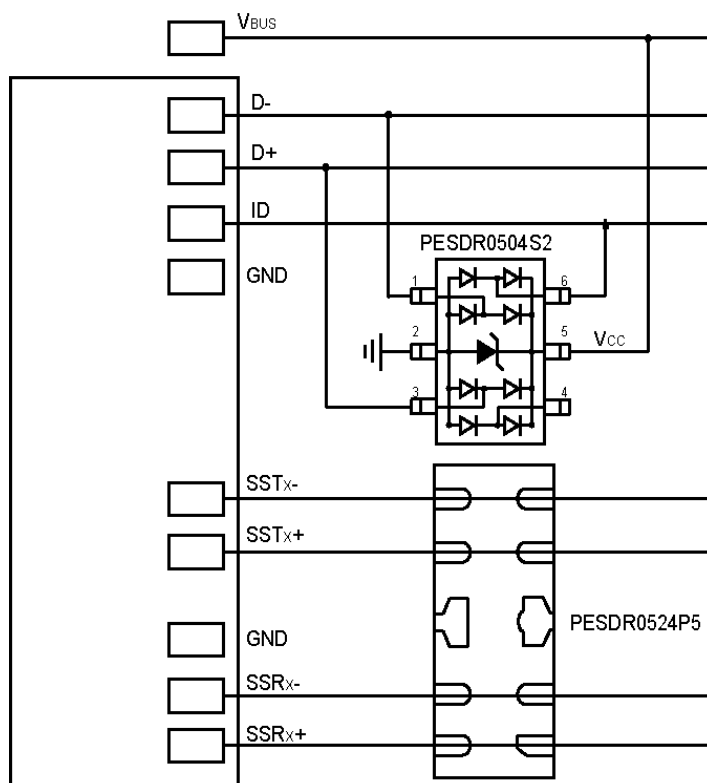 VBUS
D-
D+
ID
PESDR0504S2
GND
1
6
2
5
VCC
3
4
SSTX-
SSTX+
GND
PESDR0524P5
SSRX-
SSRX+